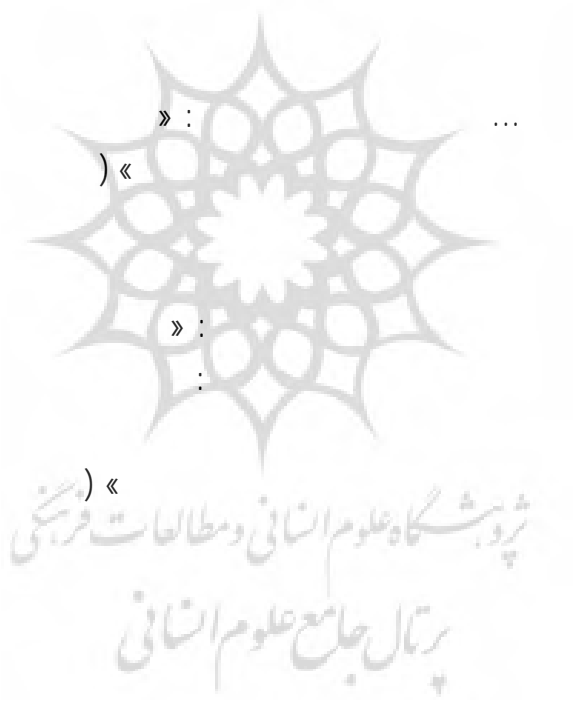 ... : «
» (
: «
:
» (
پژوهشگاه علوم انسانی و مطالعات فرهنگی
پرتال جامع علوم انسانی